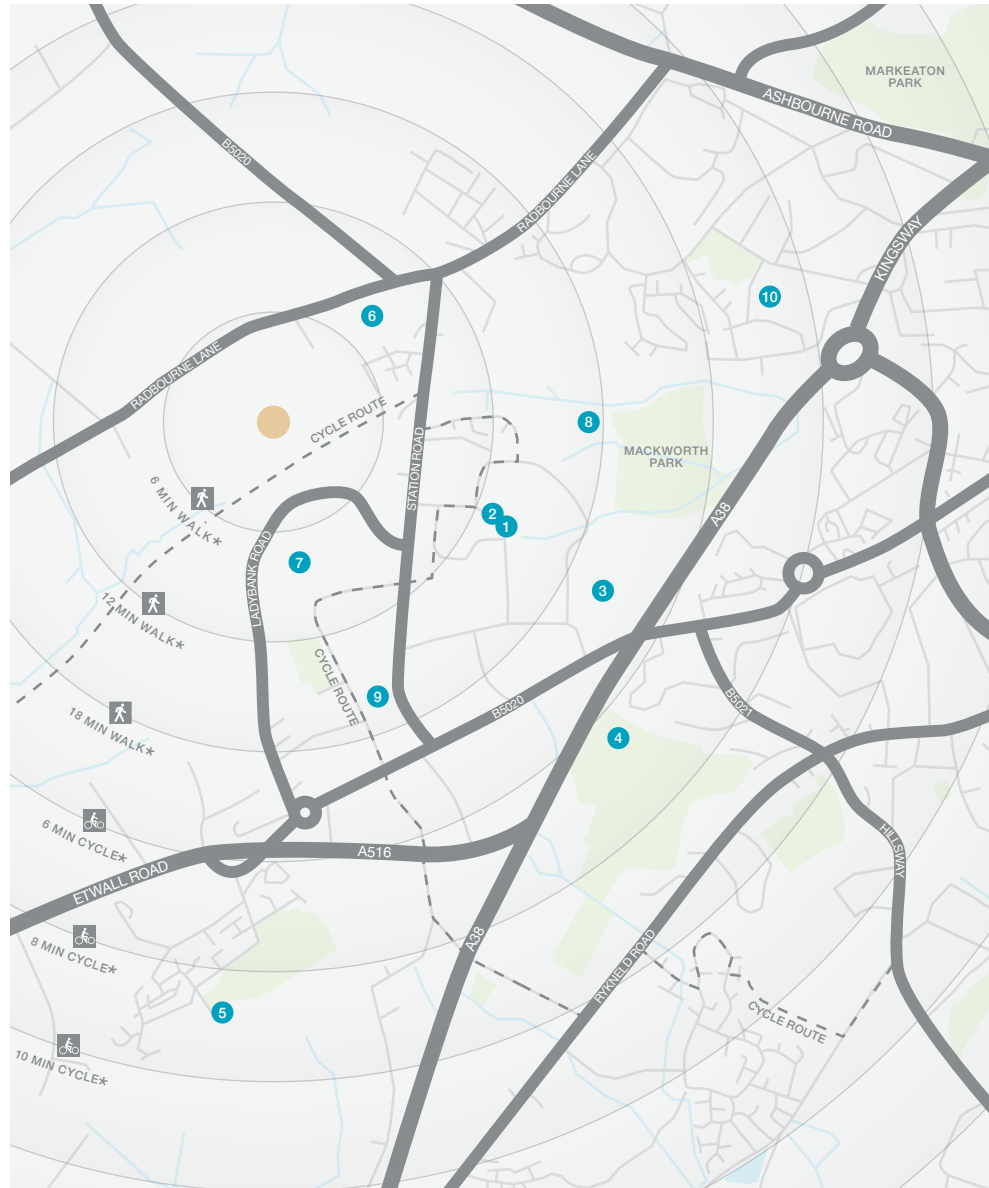 MARKEATON
PARK
ASHBOURNE ROAD
B5020
RADBOURNE LANE
KINGSWAY
10
6
RADBOURNE LANE
CYCLE ROUTE
8
STATION ROAD
MACKWORTH
PARK
6 MIN WALK*
2
1
A38
LADYBANK ROAD
7
3
12 MIN WALK*
CYCLE ROUTE
9
B5020
B5021
18 MIN WALK*
4
6 MIN CYCLE*
A516
HILLSWAY
ETWALL ROAD
8 MIN CYCLE*
A38
RYKNELD ROAD
5
CYCLE ROUTE
10 MIN CYCLE*